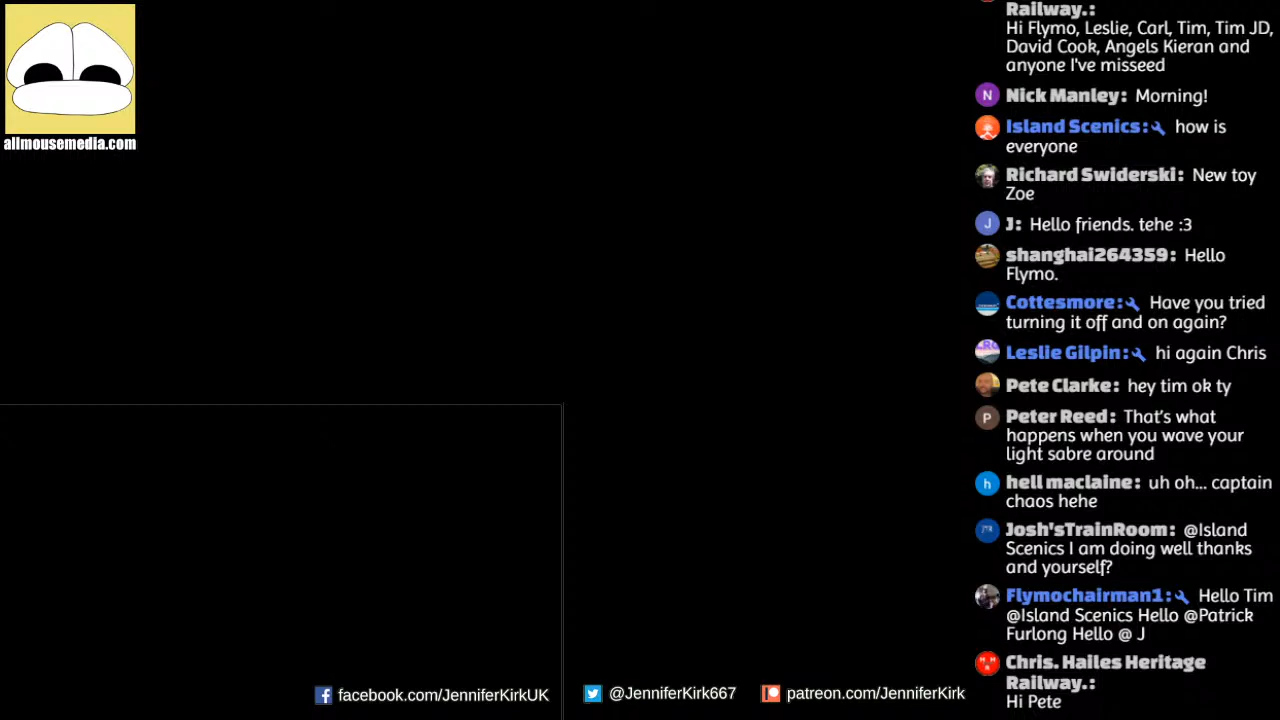 allmousemedia.com
Railway.:
Hi Flymo, Leslie, Carl, Tim, Tim JD,
David Cook, Angels Kieran and
anyone I've misseed
N Nick Manley: Morning!
Island Scenics: how is
everyone
Richard Swiderski: New toy
Zoe
J J: Hello friends. tehe :3
shanghai264359: Hello
Flymo.
Cottesmore: Have you tried
turning it off and on again?
Leslie Gilpin: hi again Chris
Pete Clarke: hey tim ok ty
P Peter Reed: That's what
happens when you wave your
light sabre around
h hell maclaine: uh oh... captain
chaos hehe
Josh'sTrainRoom: @Island
Scenics I am doing well thanks
and yourself?
Flymochairman1: Hello Tim
@Island Scenics Hello @Patrick
Furlong Hello @ J
Chris. Hailes Heritage
Railway.:
Hi Pete
facebook.com/JenniferKirkUK
@JenniferKirk667
patreon.com/JenniferKirk